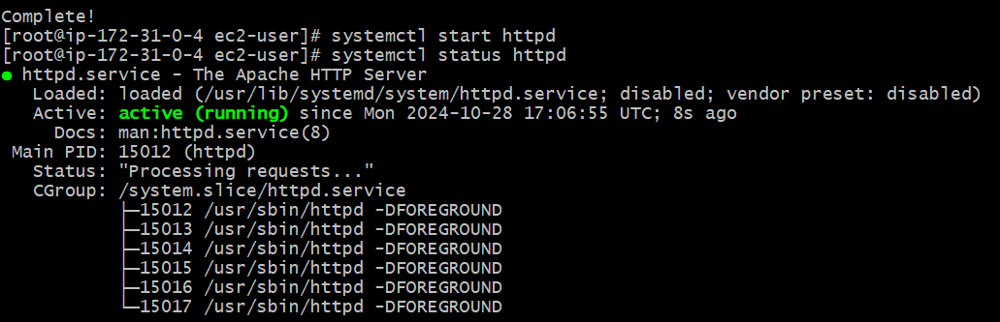 Complete!
[root@ip-172-31-0-4 ec2-user]# systemctl start httpd
[root@ip-172-31-0-4 ec2-user]# systemctl status httpd
● httpd.service - The Apache HTTP Server
   Loaded: loaded (/usr/lib/systemd/system/httpd.service; disabled; vendor preset: disabled)
   Active: active (running) since Mon 2024-10-28 17:06:55 UTC; 8s ago
     Docs: man:httpd.service(8)
 Main PID: 15012 (httpd)
   Status: "Processing requests..."
   CGroup: /system.slice/httpd.service
           ├─15012 /usr/sbin/httpd -DFOREGROUND
           ├─15013 /usr/sbin/httpd -DFOREGROUND
           ├─15014 /usr/sbin/httpd -DFOREGROUND
           ├─15015 /usr/sbin/httpd -DFOREGROUND
           ├─15016 /usr/sbin/httpd -DFOREGROUND
           └─15017 /usr/sbin/httpd -DFOREGROUND